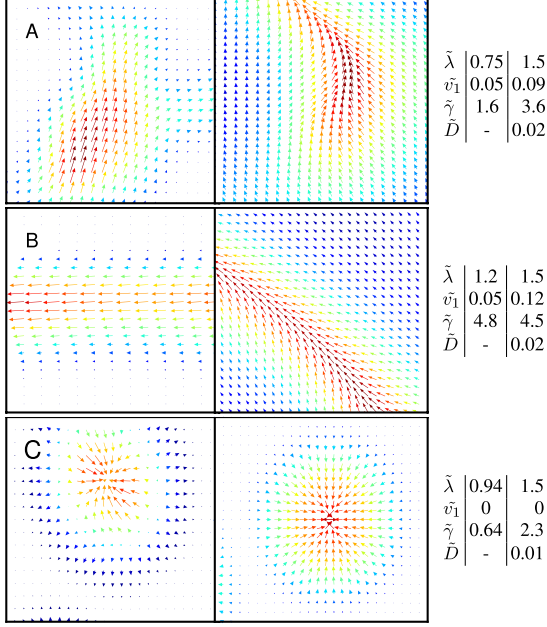 A
λ̃ | 0.75 | 1.5
ṽ₁ | 0.05 | 0.09
γ̃ | 1.6 | 3.6
D̃ | - | 0.02
B
λ̃ | 1.2 | 1.5
ṽ₁ | 0.05 | 0.12
γ̃ | 4.8 | 4.5
D̃ | - | 0.02
C
λ̃ | 0.94 | 1.5
ṽ₁ | 0 | 0
γ̃ | 0.64 | 2.3
D̃ | - | 0.01